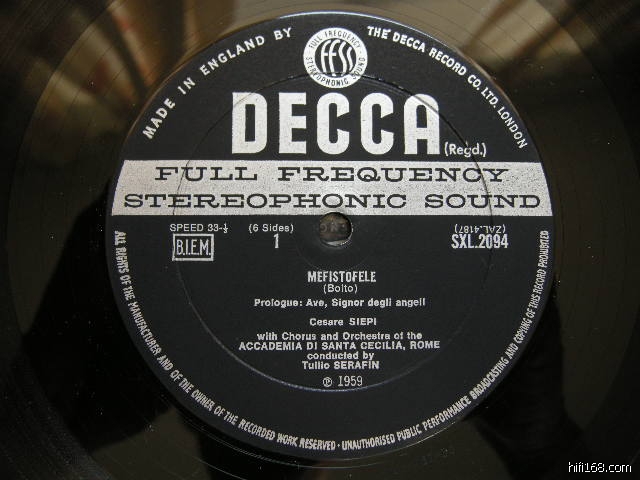 MADE IN ENGLAND BY
THE DECCA RECORD CO. LTD. LONDON
FULL FREQUENCY
ffss
STEREOPHONIC SOUND
DECCA (Regd.)
FULL FREQUENCY
STEREOPHONIC SOUND
SPEED 33-⅓ (6 Sides) (ZAL.4187)
B.I.E.M. 1 SXL.2094
MEFISTOFELE
(Boito)
Prologue: Ave, Signor degli angeli
Cesare SIEPI
with Chorus and Orchestra of the
ACCADEMIA DI SANTA CECILIA, ROME
conducted by
Tullio SERAFIN
℗ 1959
ALL RIGHTS OF THE MANUFACTURER AND OF THE OWNER OF THE RECORDED WORK RESERVED · UNAUTHORISED PUBLIC PERFORMANCE BROADCASTING AND COPYING OF THIS RECORD PROHIBITED
hifi168.com